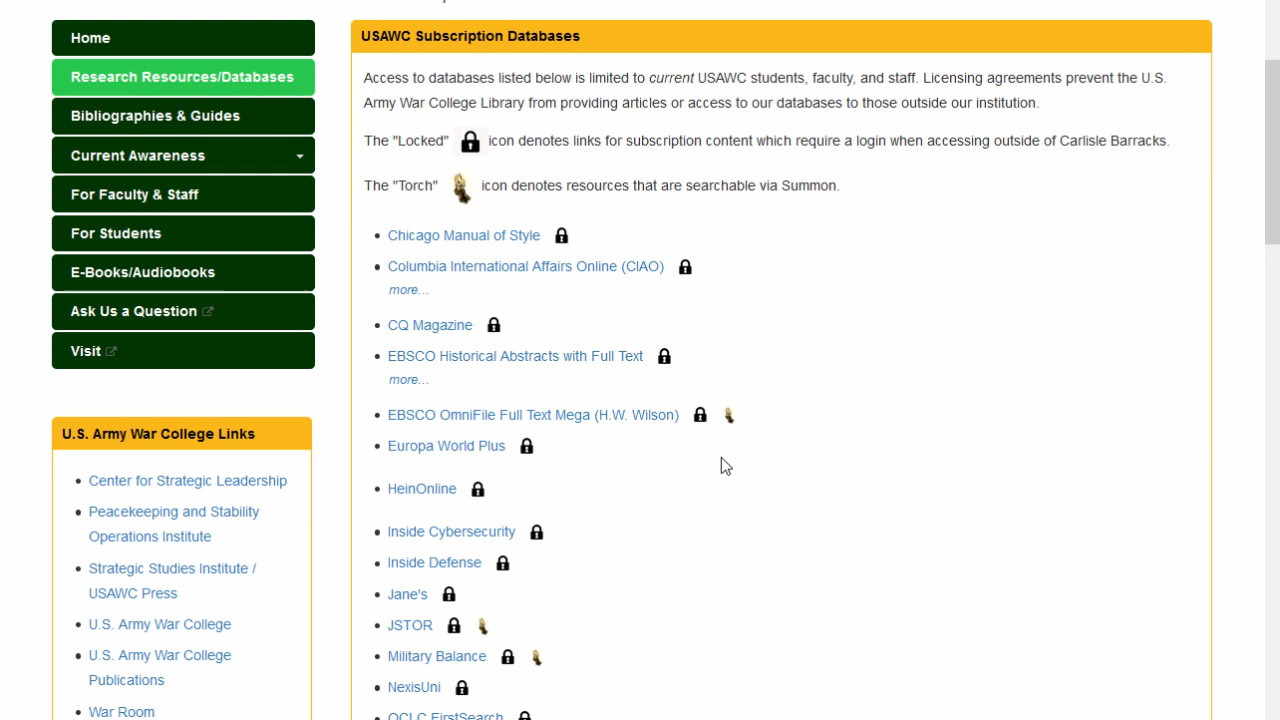 Home
Research Resources/Databases
Bibliographies & Guides
Current Awareness
For Faculty & Staff
For Students
E-Books/Audiobooks
Ask Us a Question
Visit
U.S. Army War College Links
Center for Strategic Leadership
Peacekeeping and Stability
Operations Institute
Strategic Studies Institute /
USAWC Press
U.S. Army War College
U.S. Army War College
Publications
War Room
USAWC Subscription Databases
Access to databases listed below is limited to current USAWC students, faculty, and staff. Licensing agreements prevent the U.S.
Army War College Library from providing articles or access to our databases to those outside our institution.
The "Locked" icon denotes links for subscription content which require a login when accessing outside of Carlisle Barracks.
The "Torch" icon denotes resources that are searchable via Summon.
Chicago Manual of Style
Columbia International Affairs Online (CIAO)
more...
CQ Magazine
EBSCO Historical Abstracts with Full Text
more...
EBSCO OmniFile Full Text Mega (H.W. Wilson)
Europa World Plus
HeinOnline
Inside Cybersecurity
Inside Defense
Jane's
JSTOR
Military Balance
NexisUni
OCLC FirstSearch